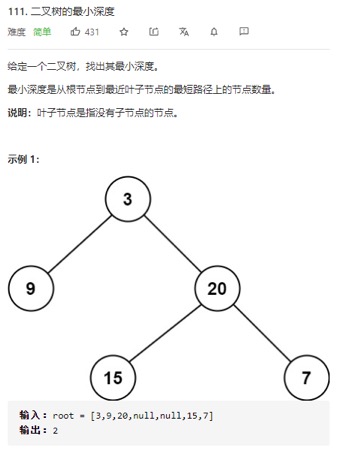 111. 二叉树的最小深度
难度 简单 431
给定一个二叉树，找出其最小深度。
最小深度是从根节点到最近叶子节点的最短路径上的节点数量。
说明：叶子节点是指没有子节点的节点。
示例 1：
3
9 20
15 7
输入：root = [3,9,20,null,null,15,7]
输出：2